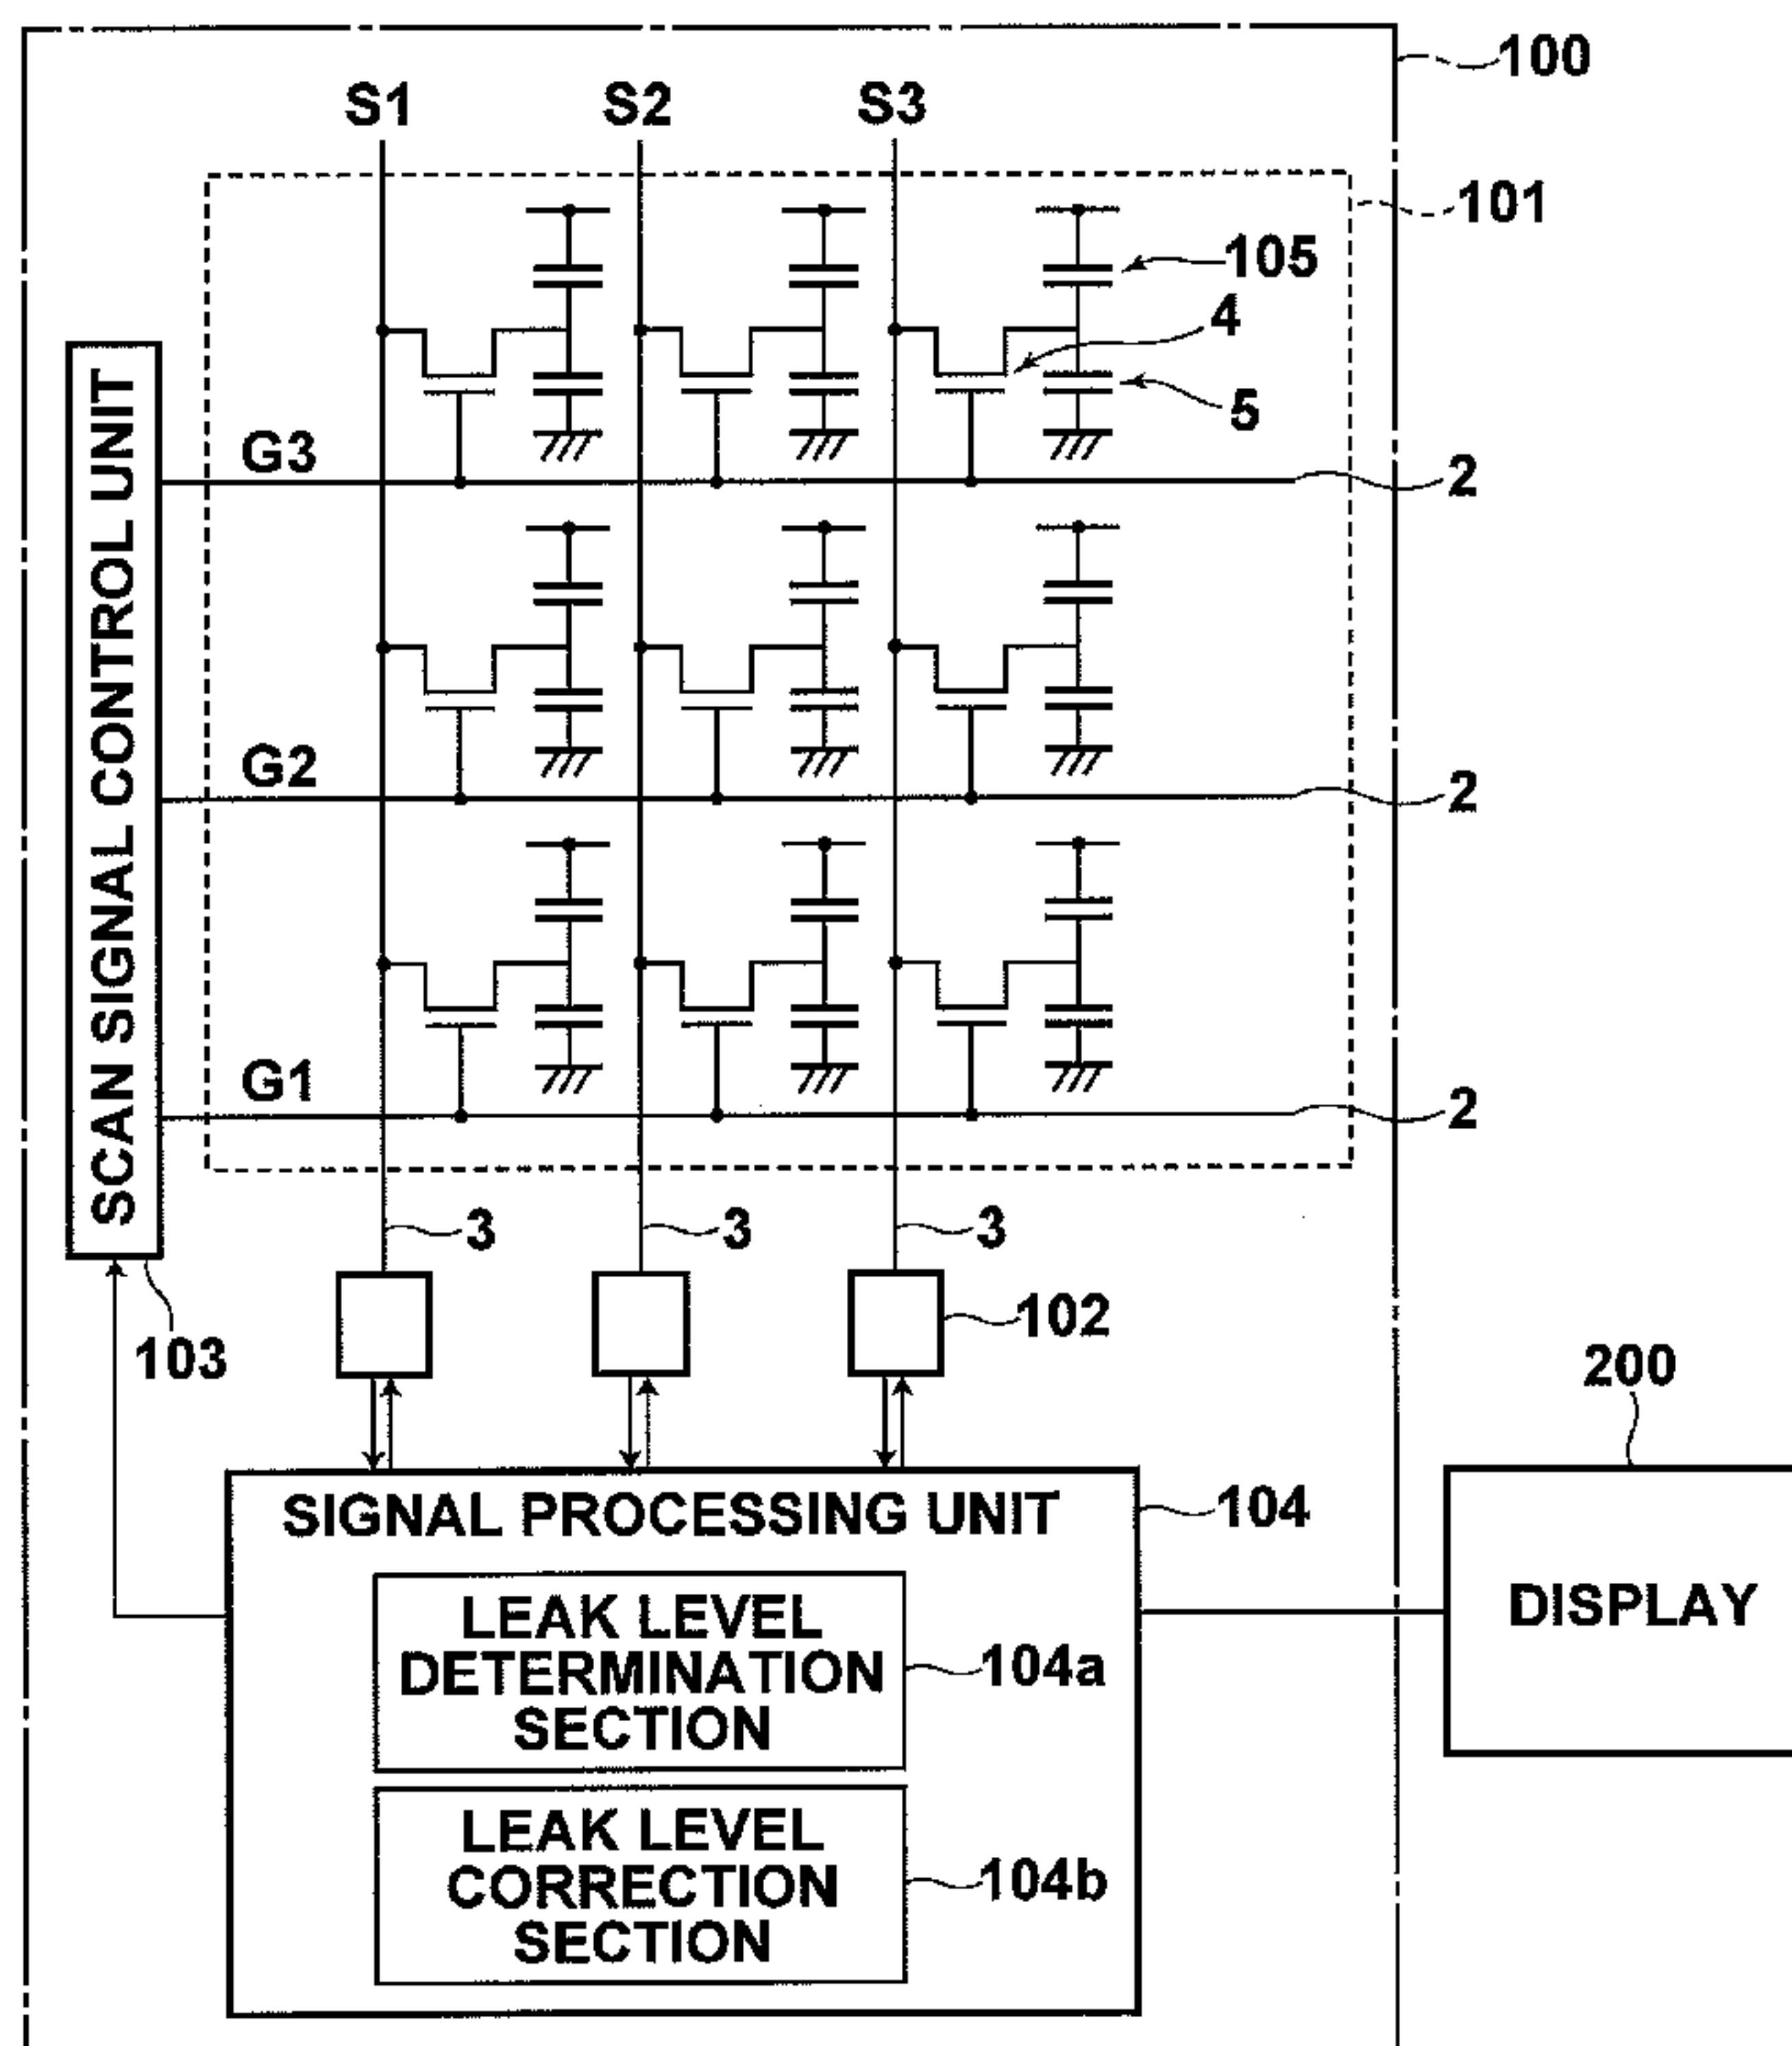 100
S1 S2 S3
101
105
4
5
G3
2
SCAN SIGNAL CONTROL UNIT
G2
2
G1
2
3 3 3
102
103
200
SIGNAL PROCESSING UNIT
104
LEAK LEVEL
DETERMINATION
SECTION
104a
DISPLAY
LEAK LEVEL
CORRECTION
SECTION
104b